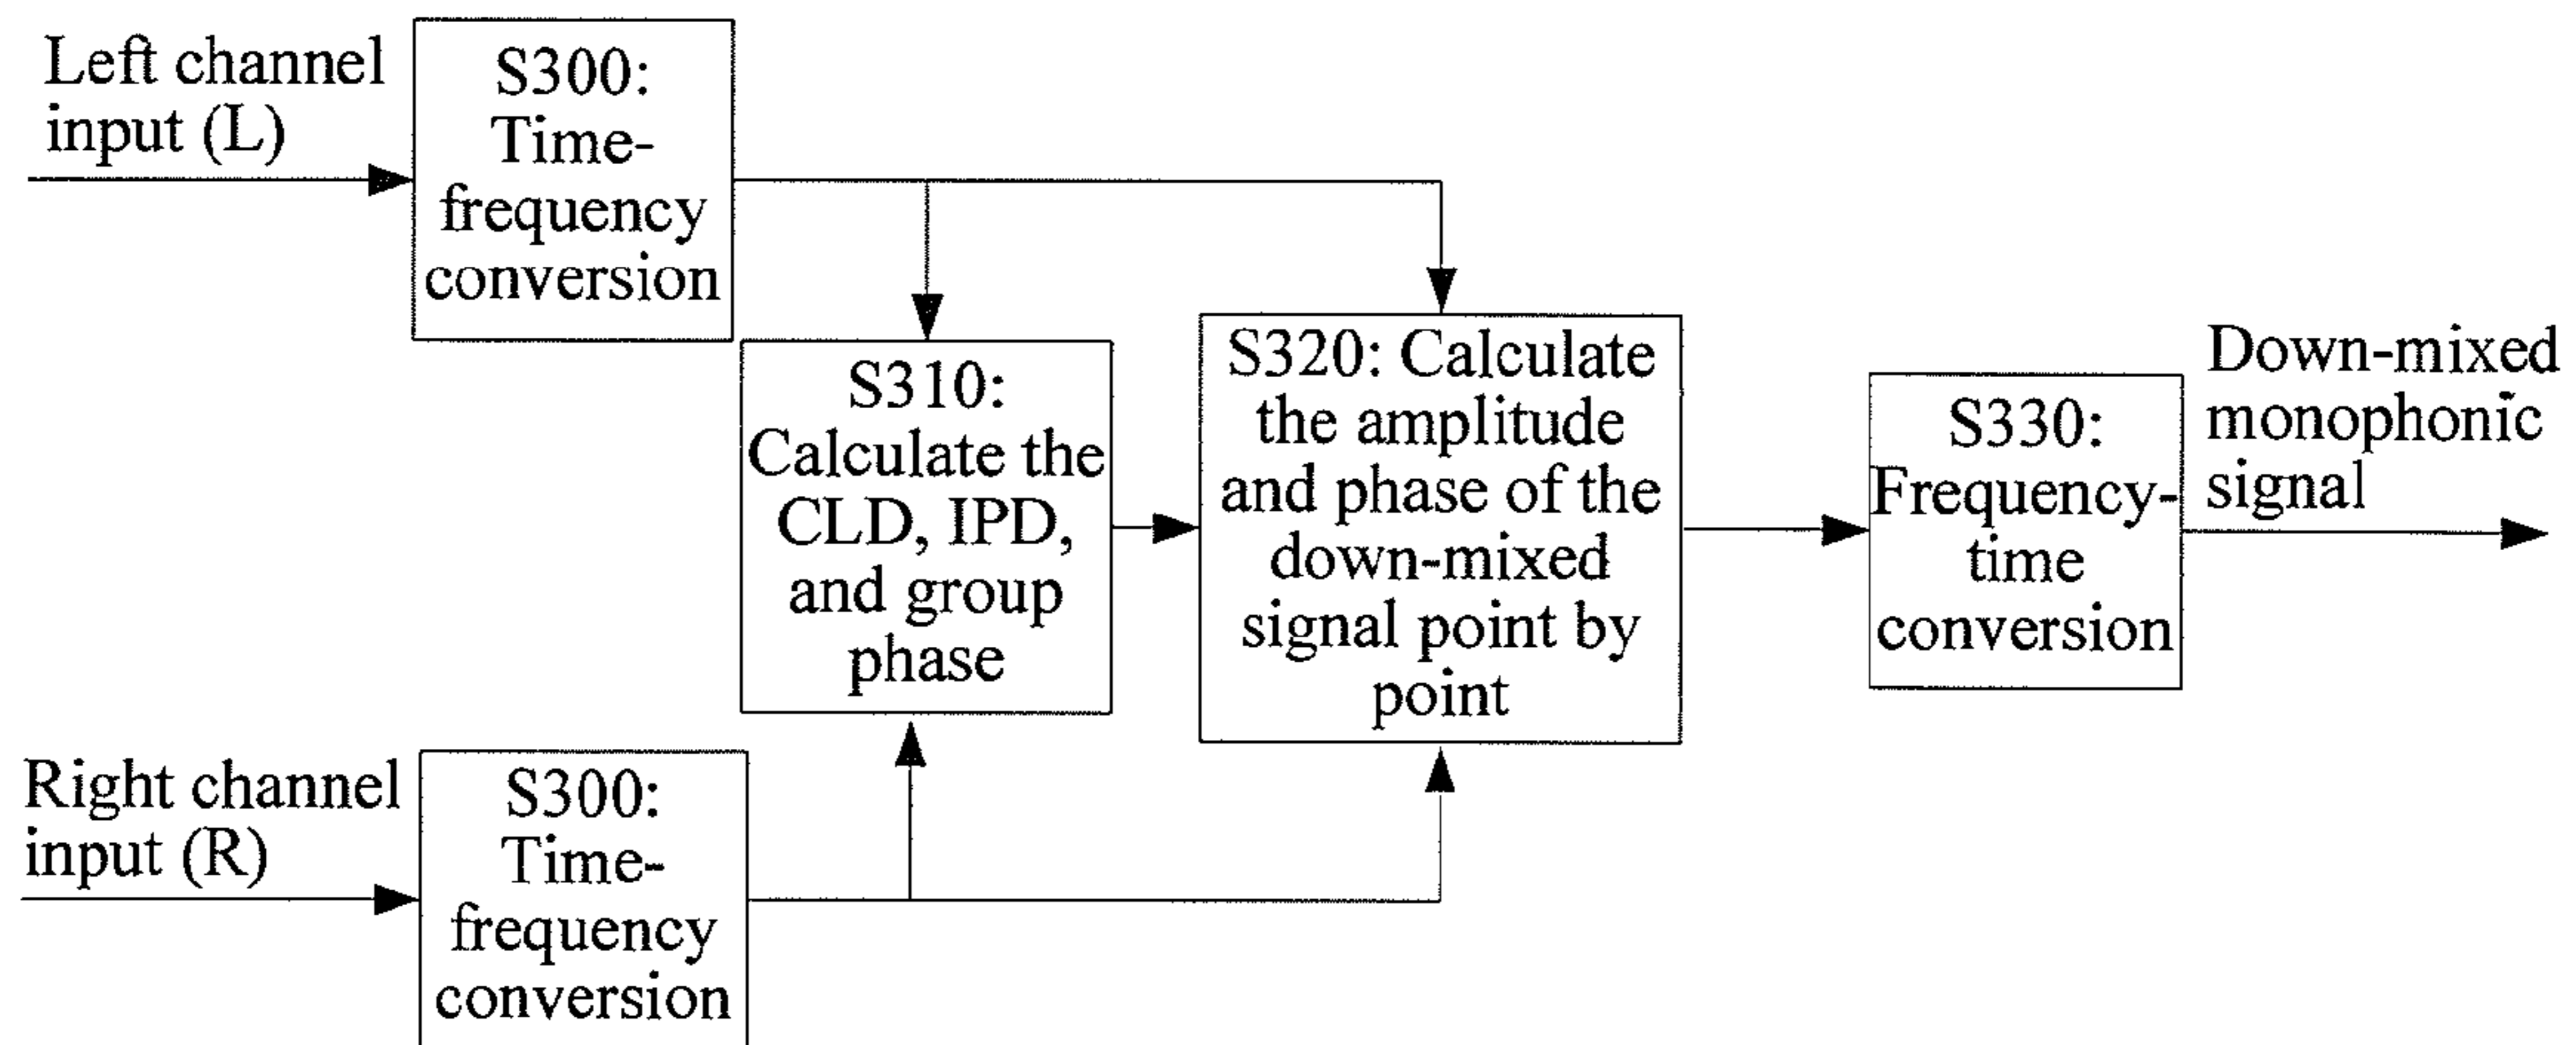 Left channel
input (L)
S300:
Time-
frequency
conversion
S310:
Calculate the
CLD, IPD,
and group
phase
S320: Calculate
the amplitude
and phase of the
down-mixed
signal point by
point
S330:
Frequency-
time
conversion
Down-mixed
monophonic
signal
Right channel
input (R)
S300:
Time-
frequency
conversion